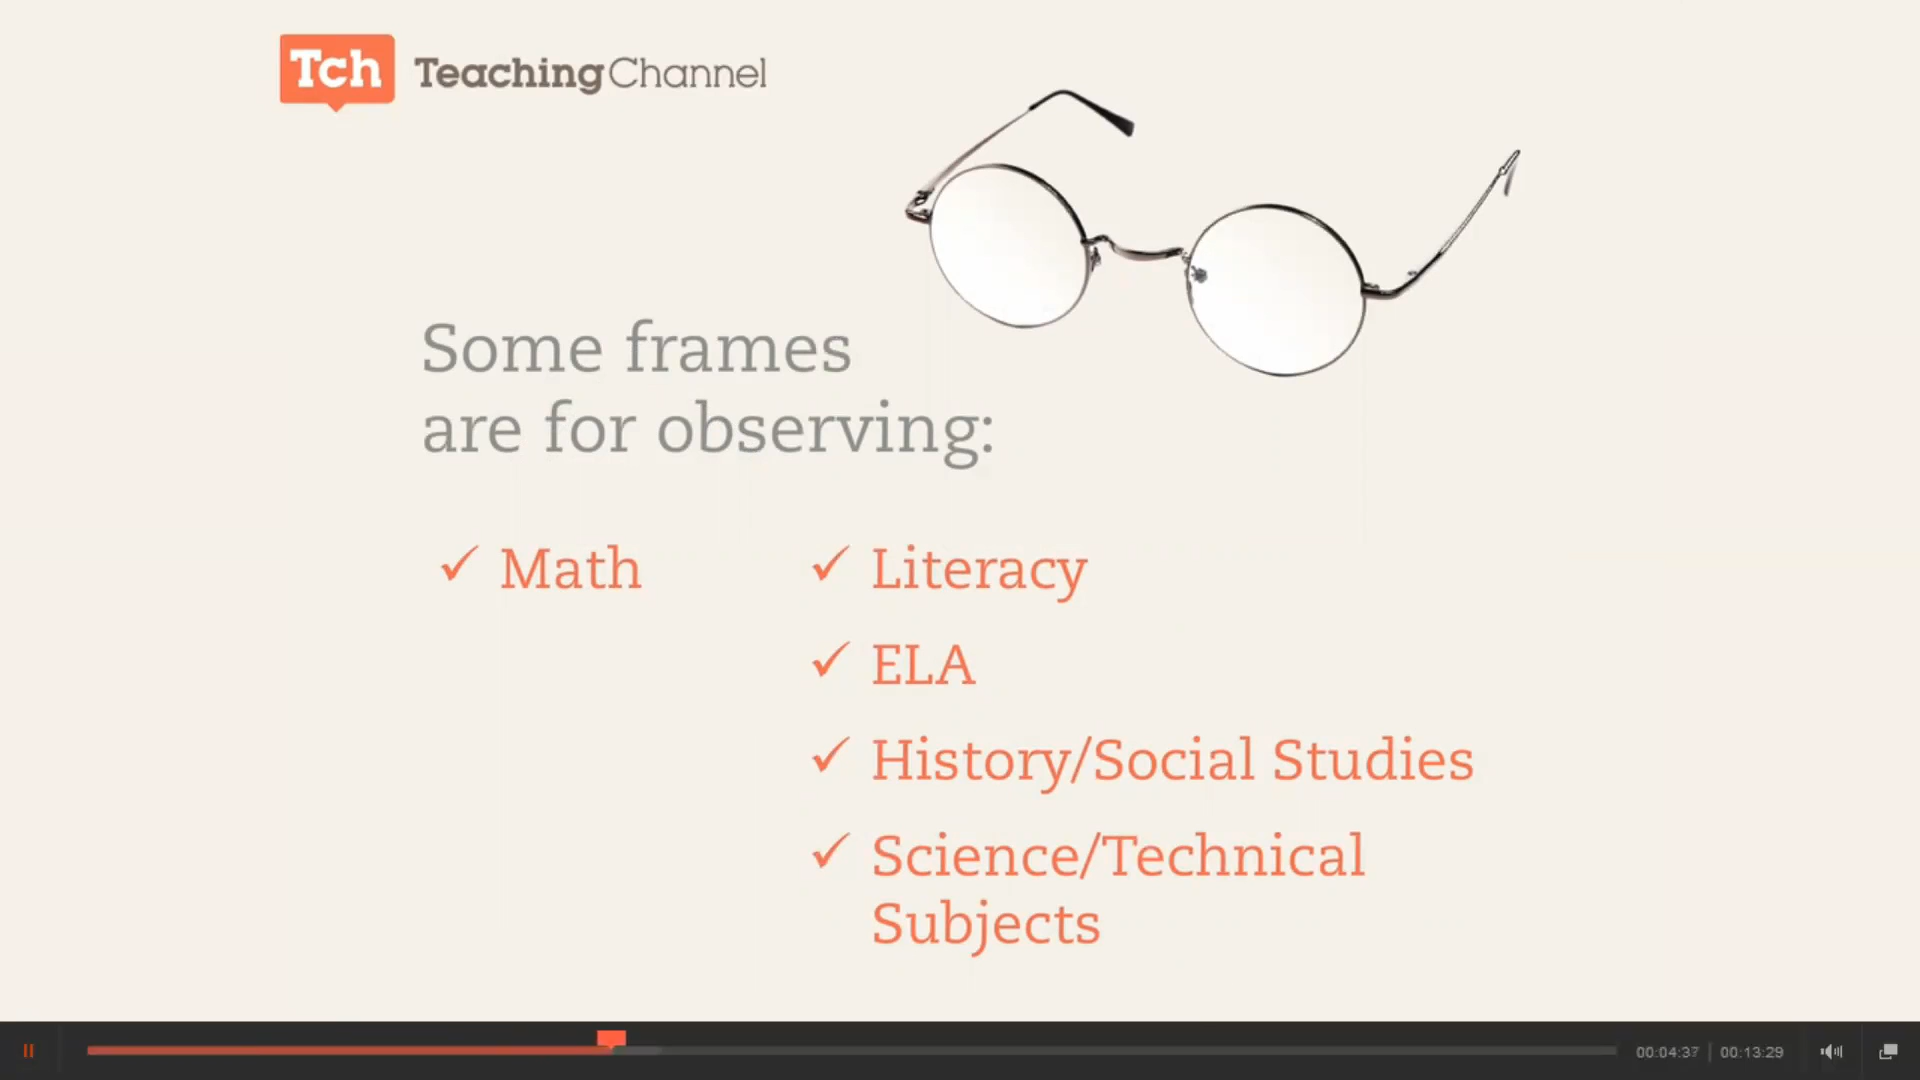 Tch TeachingChannel
Some frames
are for observing:
✓ Math
✓ Literacy
✓ ELA
✓ History/Social Studies
✓ Science/Technical
Subjects
00:04:37 | 00:13:29